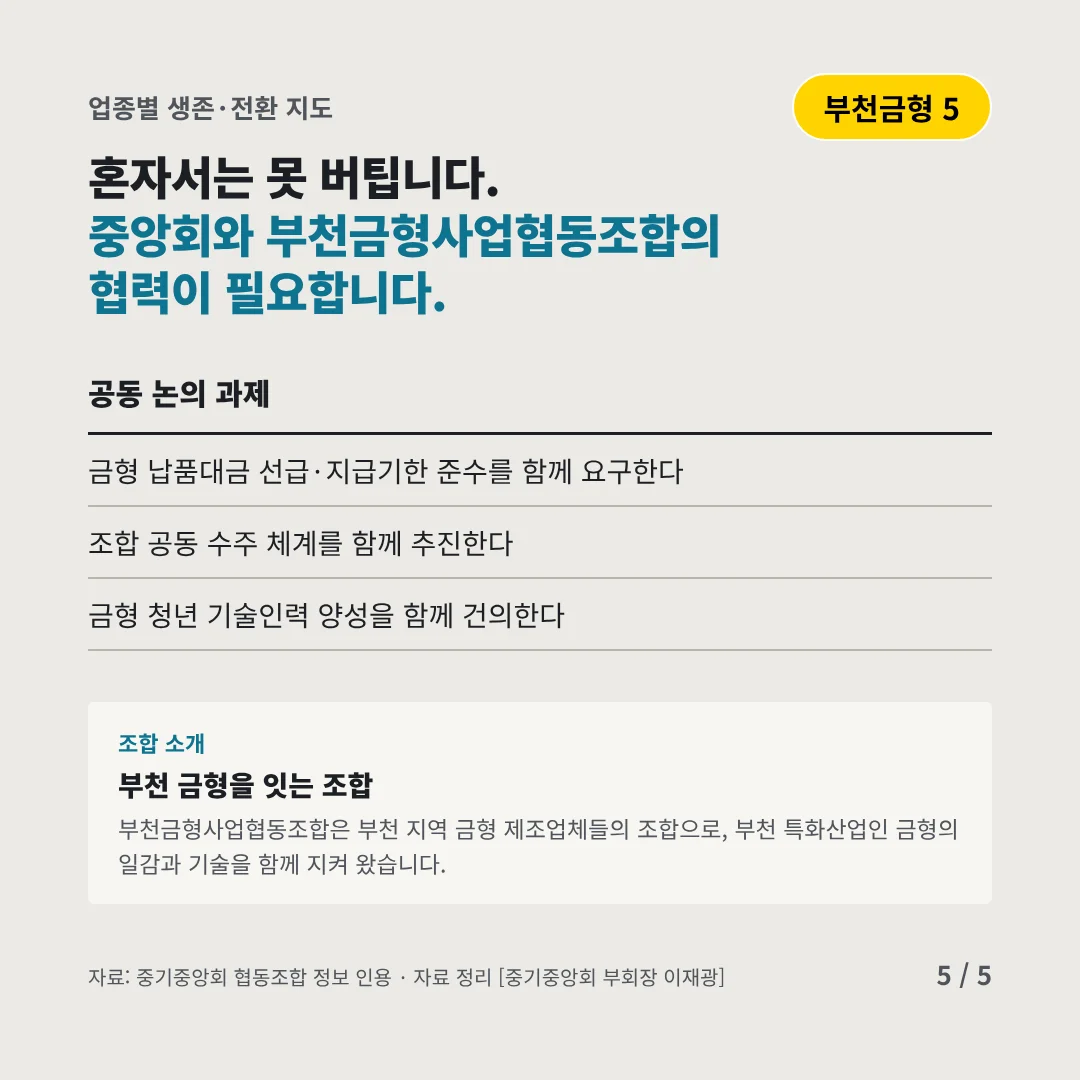 업종별 생존·전환 지도
부천금형 5
혼자서는 못 버팁니다.
중앙회와 부천금형사업협동조합의
협력이 필요합니다.
공동 논의 과제
금형 납품대금 선급·지급기한 준수를 함께 요구한다
조합 공동 수주 체계를 함께 추진한다
금형 청년 기술인력 양성을 함께 건의한다
조합 소개
부천 금형을 잇는 조합
부천금형사업협동조합은 부천 지역 금형 제조업체들의 조합으로, 부천 특화산업인 금형의
일감과 기술을 함께 지켜 왔습니다.
자료: 중기중앙회 협동조합 정보 인용 · 자료 정리 [중기중앙회 부회장 이재광]
5 / 5